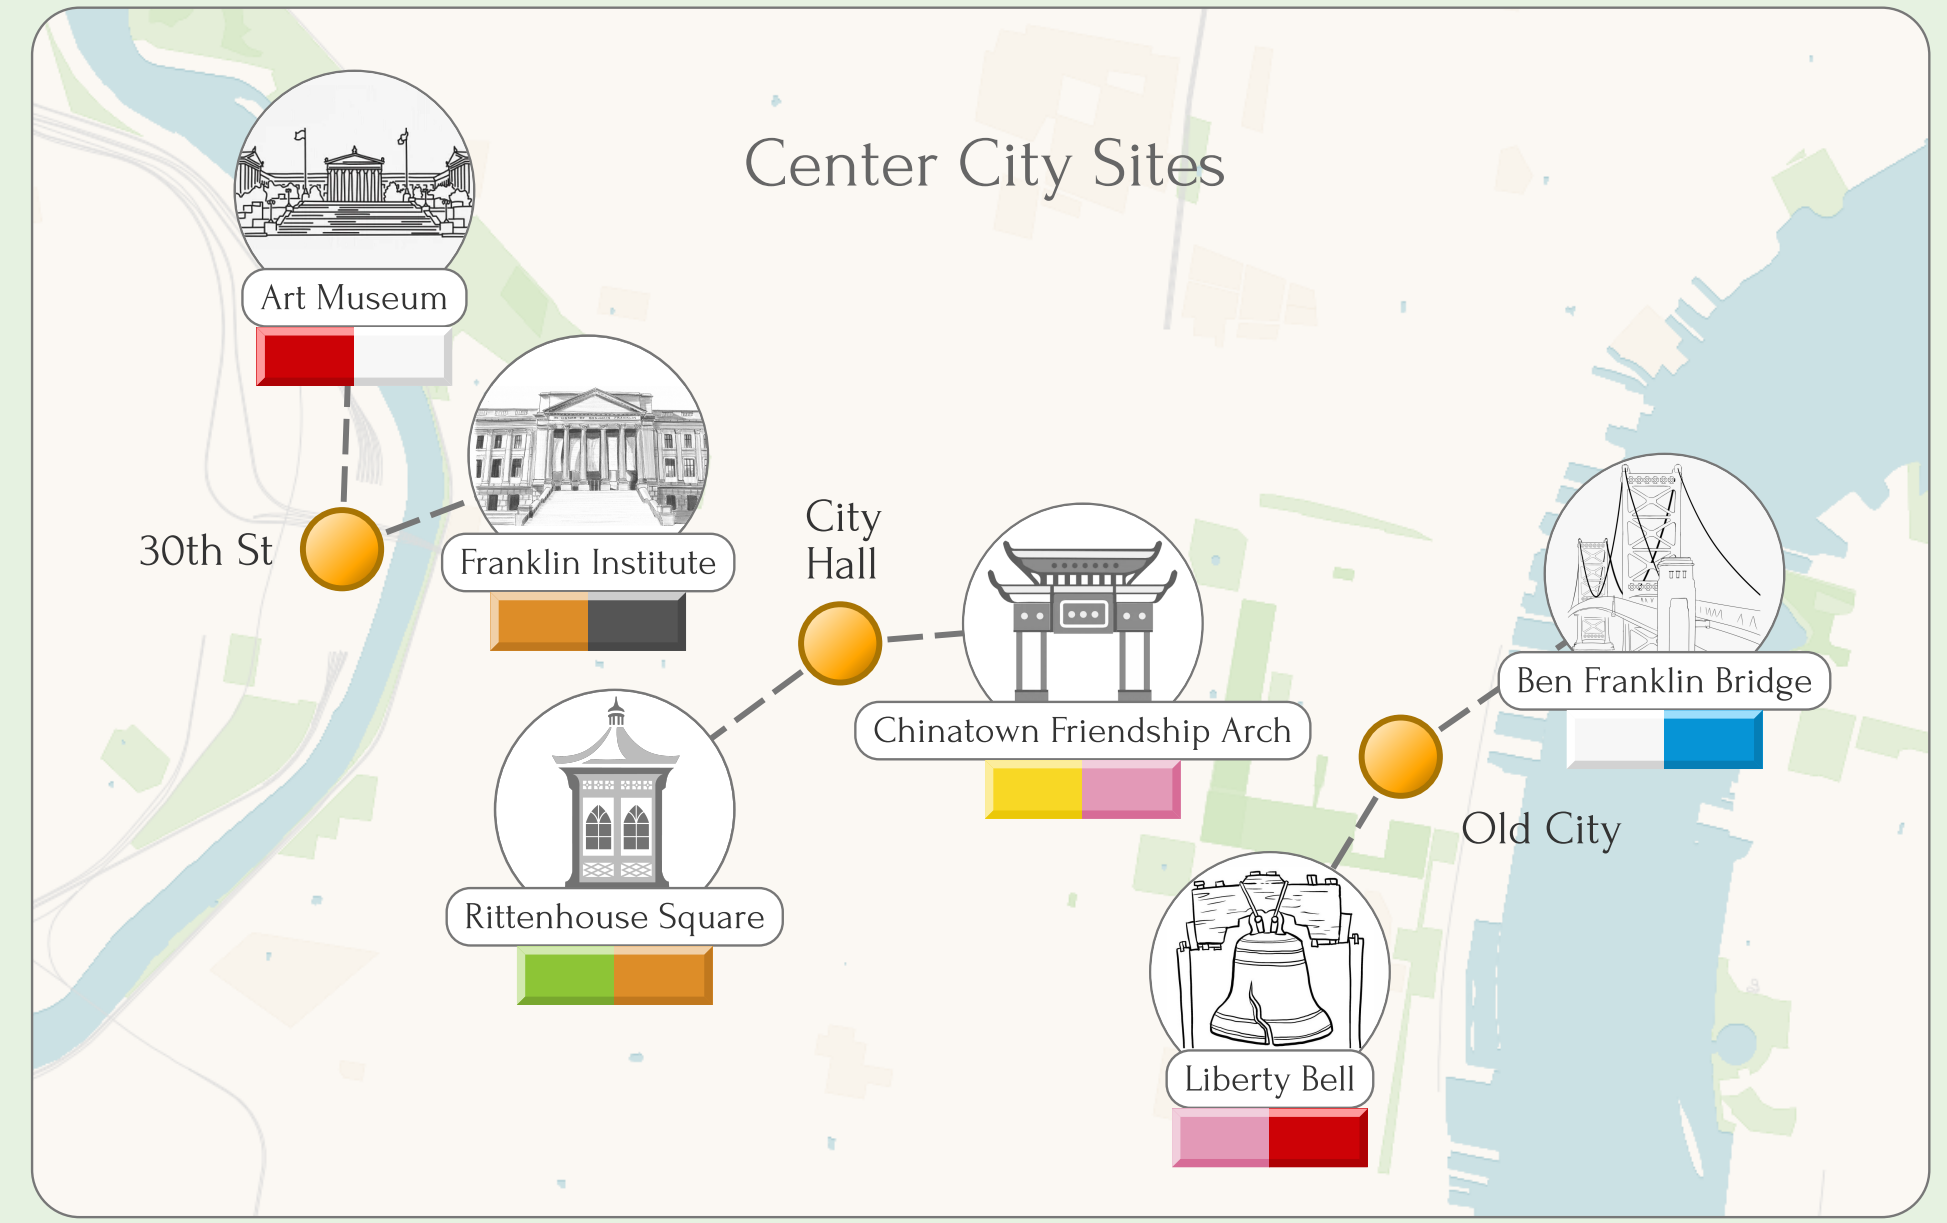 Center City Sites
Art Museum
30th St
Franklin Institute
City
Hall
Chinatown Friendship Arch
Ben Franklin Bridge
Old City
Rittenhouse Square
Liberty Bell